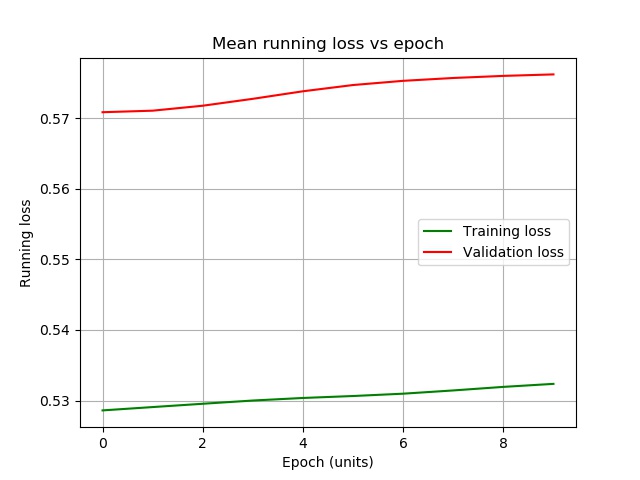 Mean running loss vs epoch
Running loss
0.57
0.56
0.55
0.54
0.53
Training loss
Validation loss
0 2 4 6 8
Epoch (units)